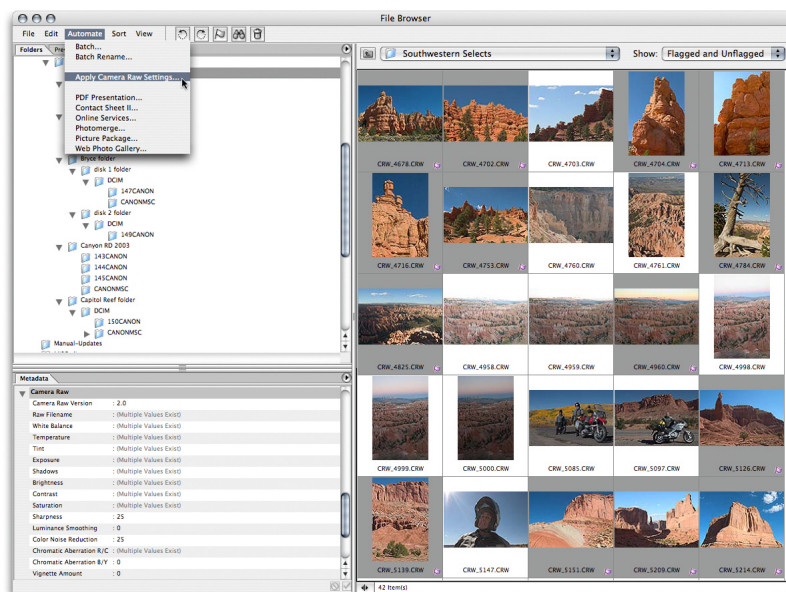 File Browser
File Edit Automate Sort View
Southwestern Selects
Show: Flagged and Unflagged
Folders
Batch...
Batch Rename...
Apply Camera Raw Settings...
PDF Presentation...
Contact Sheet II...
Online Services...
Photomerge...
Picture Package...
Web Photo Gallery...
Bryce folder
disk 1 folder
DCIM
147CANON
CANONMSC
disk 2 folder
DCIM
149CANON
Canyon RD 2003
143CANON
144CANON
145CANON
CANONMSC
Capitol Reef folder
DCIM
150CANON
CANONMSC
Manual-Updates
Metadata
Camera Raw
Camera Raw Version : 2.0
Raw Filename : (Multiple Values Exist)
White Balance : (Multiple Values Exist)
Temperature : (Multiple Values Exist)
Tint : (Multiple Values Exist)
Exposure : (Multiple Values Exist)
Shadows : (Multiple Values Exist)
Brightness : (Multiple Values Exist)
Contrast : (Multiple Values Exist)
Saturation : (Multiple Values Exist)
Sharpness : 25
Luminance Smoothing : 0
Color Noise Reduction : 25
Chromatic Aberration R/C : (Multiple Values Exist)
Chromatic Aberration B/Y : 0
Vignette Amount : 0
CRW_4678.CRW CRW_4702.CRW CRW_4703.CRW CRW_4704.CRW CRW_4713.CRW
CRW_4716.CRW CRW_4753.CRW CRW_4760.CRW CRW_4761.CRW CRW_4784.CRW
CRW_4825.CRW CRW_4958.CRW CRW_4959.CRW CRW_4960.CRW CRW_4998.CRW
CRW_4999.CRW CRW_5000.CRW CRW_5085.CRW CRW_5097.CRW CRW_5126.CRW
CRW_5139.CRW CRW_5147.CRW CRW_5151.CRW CRW_5209.CRW CRW_5214.CRW
42 Item(s)